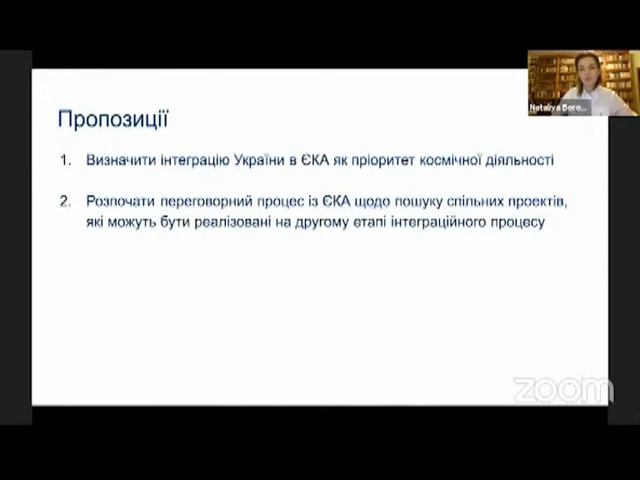 Nataliya Boro...
Пропозиції
1. Визначити інтеграцію України в ЄКА як пріоритет космічної діяльності
2. Розпочати переговорний процес із ЄКА щодо пошуку спільних проектів,
які можуть бути реалізовані на другому етапі інтеграційного процесу
zoom